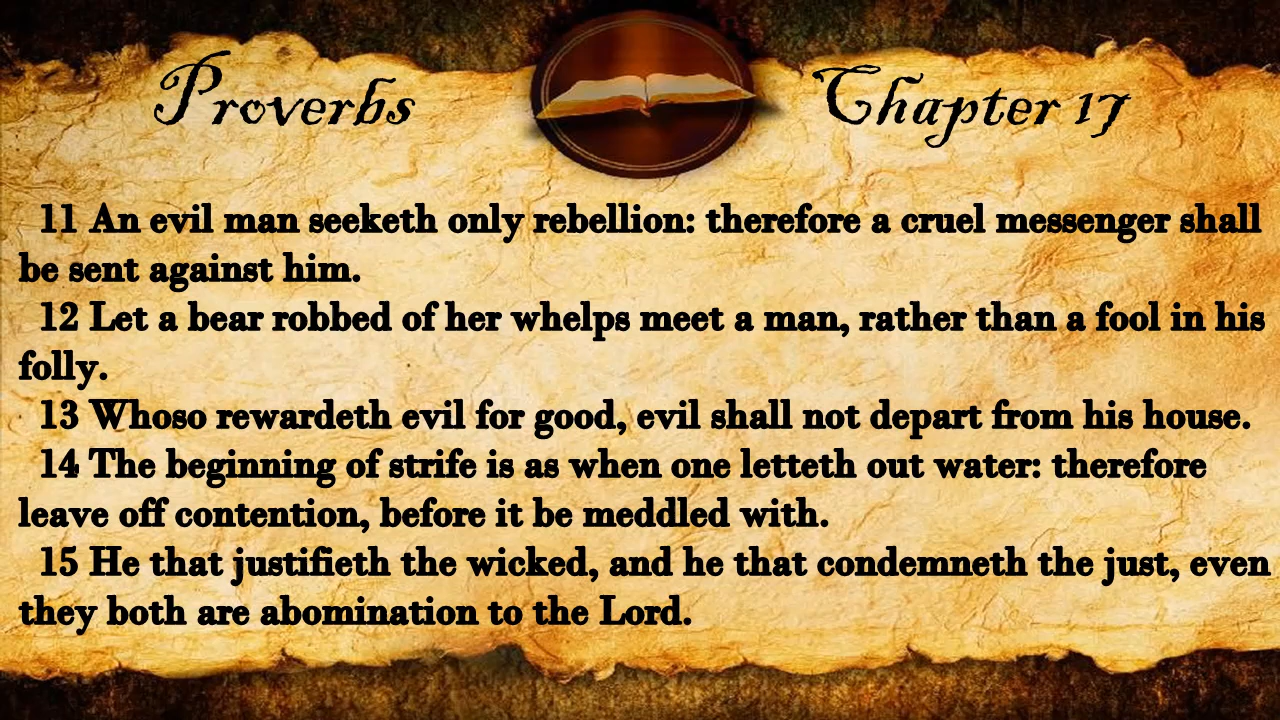 Proverbs Chapter 17
11 An evil man seeketh only rebellion: therefore a cruel messenger shall
be sent against him.
12 Let a bear robbed of her whelps meet a man, rather than a fool in his
folly.
13 Whoso rewardeth evil for good, evil shall not depart from his house.
14 The beginning of strife is as when one letteth out water: therefore
leave off contention, before it be meddled with.
15 He that justifieth the wicked, and he that condemneth the just, even
they both are abomination to the Lord.